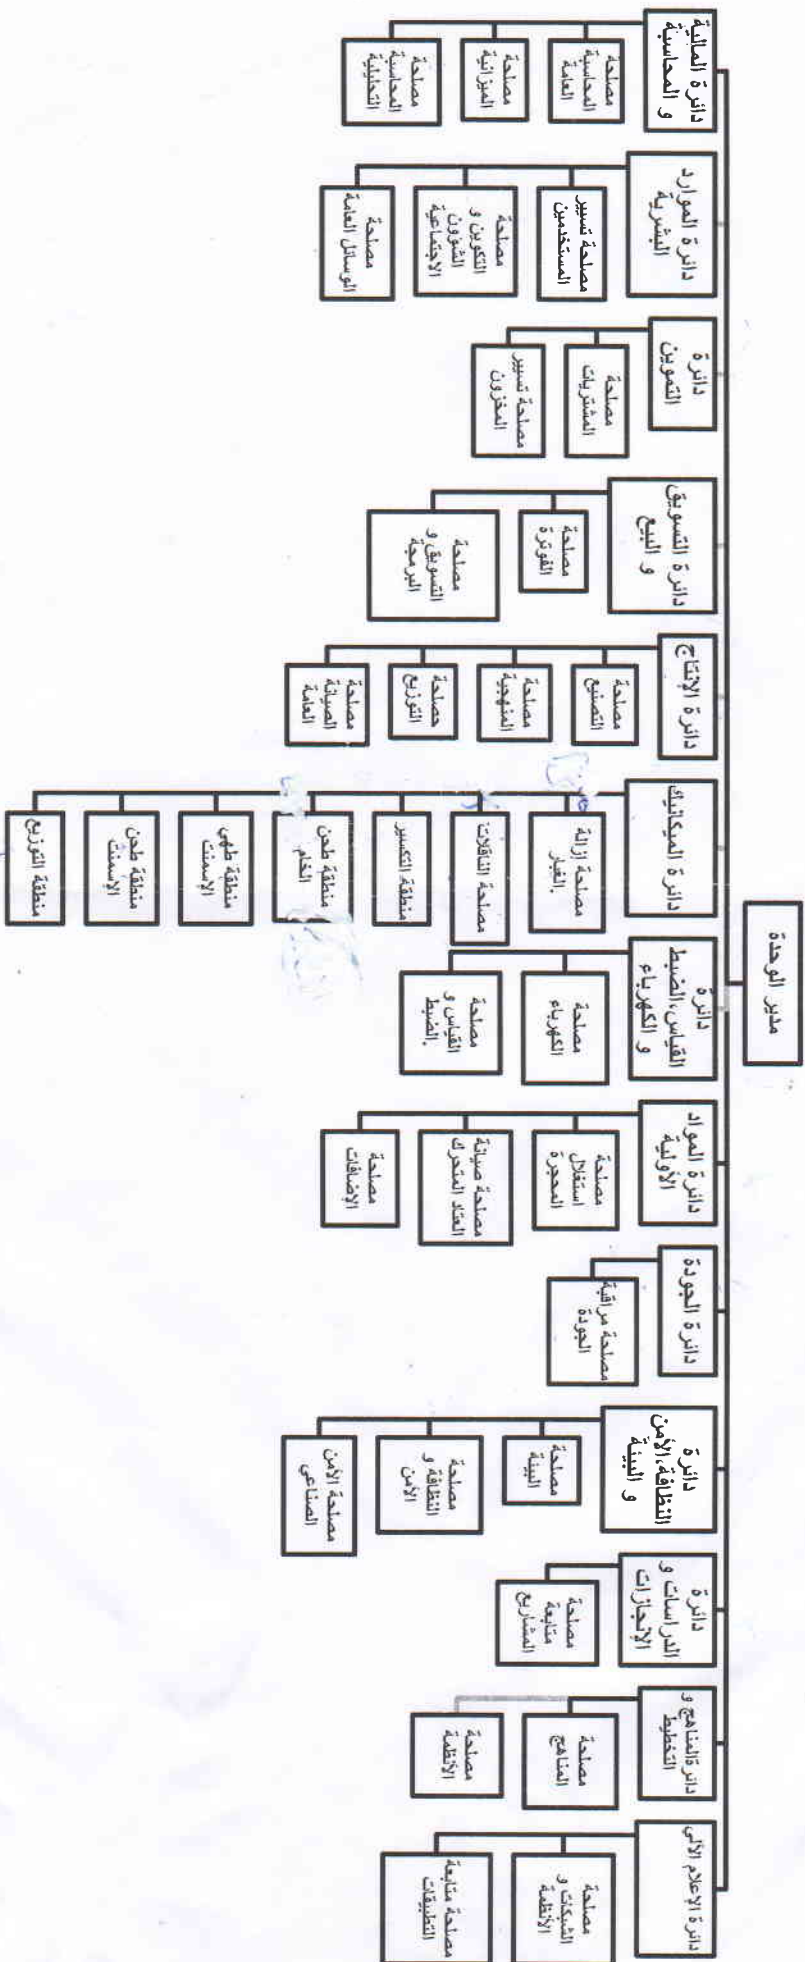 مدير الوحدة
دائرة المالية
و المحاسبة
مصلحة
المحاسبة
العامة
مصلحة
الميزانية
مصلحة
المحاسبة
التحليلية
دائرة الموارد
البشرية
مصلحة تسيير
المستخدمين
مصلحة
التكوين و
الشؤون
الاجتماعية
مصلحة
الوسائل العامة
دائرة
التموين
مصلحة
المشتريات
مصلحة تسيير
المخزون
دائرة التسويق
و البيع
مصلحة
الفوترة
مصلحة
التسويق و
البرمجة
دائرة الإنتاج
مصلحة
التصنيع
مصلحة
المنهجية
حصلحة
التوزيع
مصلحة
الصيانة
العامة
دائرة الميكانيك
مصلحة إزالة
الغبار.
مصلحة الناقلات
منطقة التكسير
منطقة طحن
الخام
منطقة طهي
الإسمنت
منطقة طحن
الإسمنت
منطقة التوزيع
دائرة
القياس،الضبط
و الكهرباء
مصلحة
الكهرباء
مصلحة
القياس و
الضبط.
دائرة المواد
الأولية
مصلحة
استغلال
المحجرة
مصلحة صيانة
العتاد المتحرك
مصلحة
الإضافات
دائرة الجودة
مصلحة مراقبة
الجودة
دائرة
النظافة،الأمن
و البيئة
مصلحة
البيئة
مصلحة
النظافة و
الأمن
مصلحة الأمن
الصناعي
دائرة
الدراسات و
الإنجازات
مصلحة
متابعة
المشاريع
دائرةالمناهج و
التخطيط
مصلحة
المناهج
مصلحة
الأنظمة
دائرة الإعلام الألي
مصلحة
الشبكات و
الأنظمة
مصلحة متابعة
التطبيقات